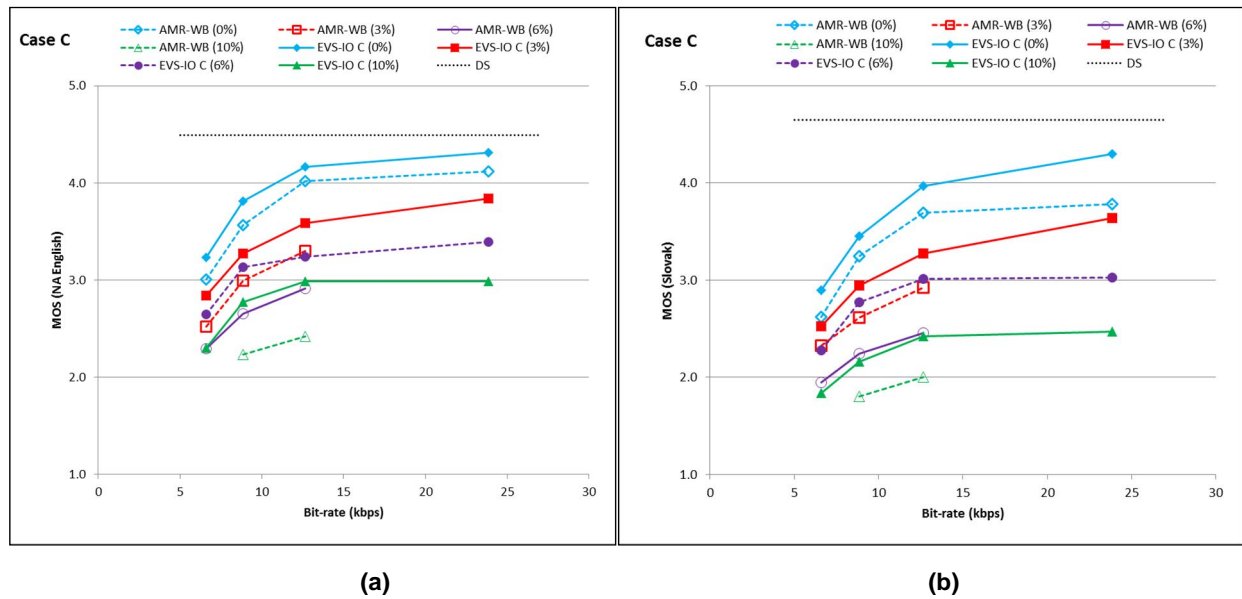 Case C
AMR-WB (0%) AMR-WB (3%) AMR-WB (6%)
AMR-WB (10%) EVS-IO C (0%) EVS-IO C (3%)
EVS-IO C (6%) EVS-IO C (10%) DS
5.0
4.0
3.0
2.0
1.0
MOS (NA English)
0 5 10 15 20 25 30
Bit-rate (kbps)
(a)
Case C
AMR-WB (0%) AMR-WB (3%) AMR-WB (6%)
AMR-WB (10%) EVS-IO C (0%) EVS-IO C (3%)
EVS-IO C (6%) EVS-IO C (10%) DS
5.0
4.0
3.0
2.0
1.0
MOS (Slovak)
0 5 10 15 20 25 30
Bit-rate (kbps)
(b)